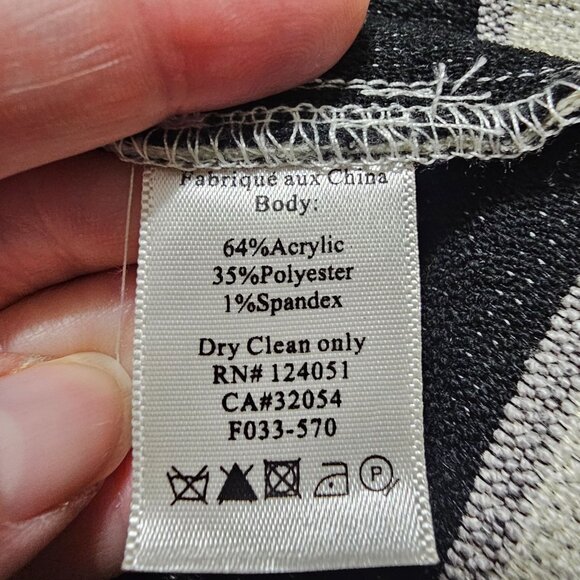 Fabriqué aux China
Body:
64%Acrylic
35%Polyester
1%Spandex
Dry Clean only
RN# 124051
CA#32054
F033-570
P